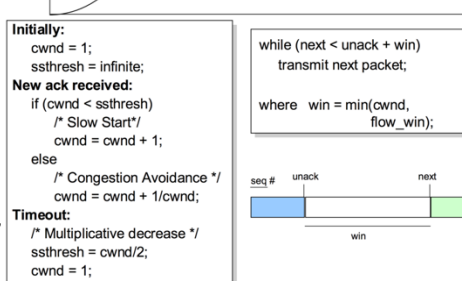 Initially:
cwnd = 1;
ssthresh = infinite;
New ack received:
if (cwnd < ssthresh)
/* Slow Start*/
cwnd = cwnd + 1;
else
/* Congestion Avoidance */
cwnd = cwnd + 1/cwnd;
Timeout:
/* Multiplicative decrease */
ssthresh = cwnd/2;
cwnd = 1;
while (next < unack + win)
transmit next packet;
where win = min(cwnd,
flow_win);
seq # unack next
win